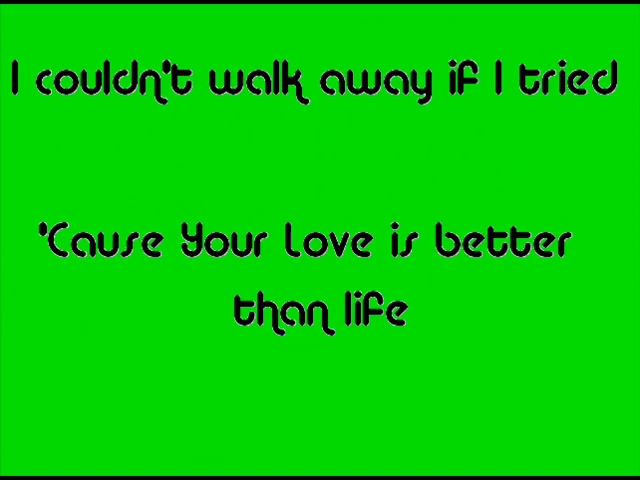 I couldn't walk away if I tried
'Cause Your Love is better
than life